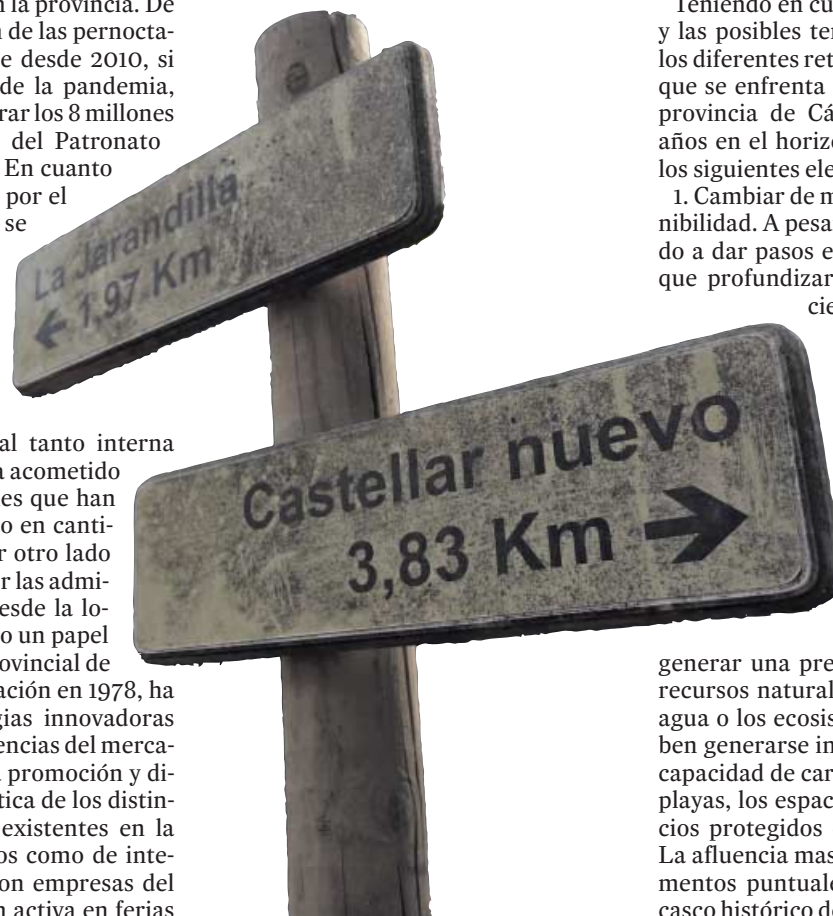 n la provincia. De
n de las pernocta-
e desde 2010, si
de la pandemia,
rar los 8 millones
del Patronato
En cuanto
por el
se
al tanto interna
a acometido
es que han
o en canti-
r otro lado
r las admi-
esde la lo-
o un papel
ovincial de
ación en 1978, ha
gias innovadoras
encias del merca-
promoción y di-
tica de los distin-
existentes en la
os como de inte-
on empresas del
n activa en ferias
La Jarandilla
← 1,97 Km
Castellar nuevo
3,83 Km →
Teniendo en cu
y las posibles ten
los diferentes ret
que se enfrenta
provincia de Cá
años en el horizo
los siguientes ele
1. Cambiar de m
nibilidad. A pesa
do a dar pasos e
que profundizar
cie
generar una pre
recursos natural
agua o los ecosis
ben generarse in
capacidad de car
playas, los espac
cios protegidos
La afluencia mas
mentos puntuale
casco histórico de